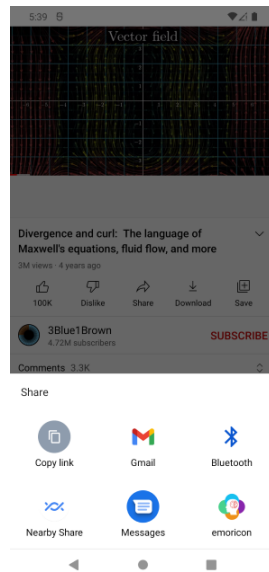 5:39
Vector field
Divergence and curl: The language of
Maxwell's equations, fluid flow, and more
3M views · 4 years ago
100K
Dislike
Share
Download
Save
3Blue1Brown
4.72M subscribers
SUBSCRIBE
Comments 3.3K
Share
Copy link
Gmail
Bluetooth
Nearby Share
Messages
emoricon